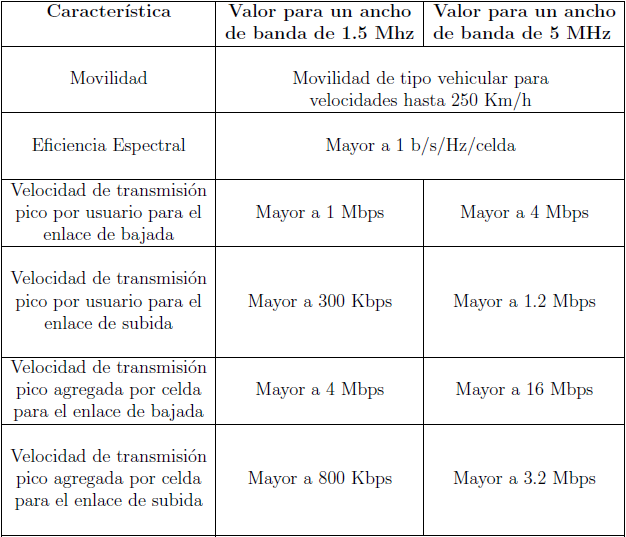 Característica
Valor para un ancho
de banda de 1.5 Mhz
Valor para un ancho
de banda de 5 MHz
Movilidad
Movilidad de tipo vehicular para
velocidades hasta 250 Km/h
Eficiencia Espectral
Mayor a 1 b/s/Hz/celda
Velocidad de transmisión
pico por usuario para el
enlace de bajada
Mayor a 1 Mbps
Mayor a 4 Mbps
Velocidad de transmisión
pico por usuario para el
enlace de subida
Mayor a 300 Kbps
Mayor a 1.2 Mbps
Velocidad de transmisión
pico agregada por celda
para el enlace de bajada
Mayor a 4 Mbps
Mayor a 16 Mbps
Velocidad de transmisión
pico agregada por celda
para el enlace de subida
Mayor a 800 Kbps
Mayor a 3.2 Mbps